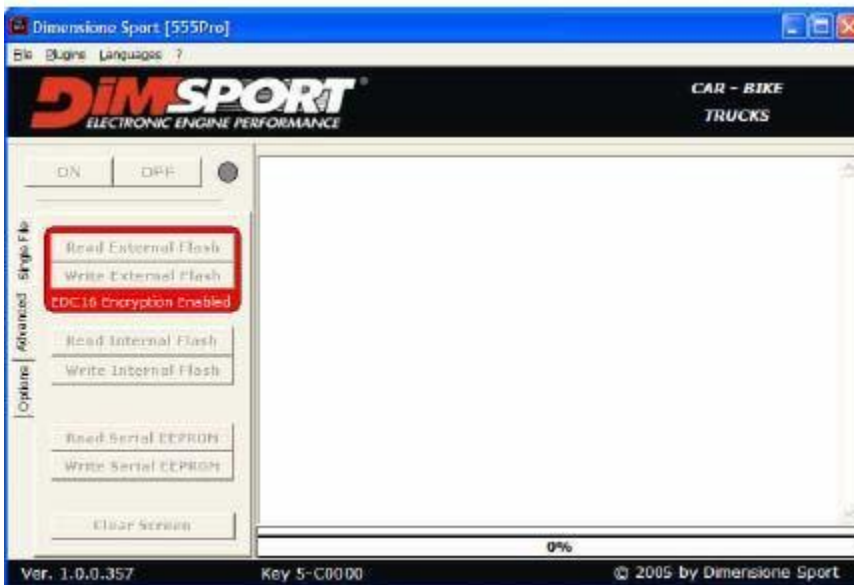 Dimensione Sport [555Pro]
File Plugins Languages ?
DIMSPORT®
ELECTRONIC ENGINE PERFORMANCE
CAR - BIKE
TRUCKS
ON OFF
Single File
Advanced
Options
Read External Flash
Write External Flash
EDC16 Encryption Enabled
Read Internal Flash
Write Internal Flash
Read Serial EEPROM
Write Serial EEPROM
Clear Screen
0%
Ver. 1.0.0.357 Key 5-C0000 © 2005 by Dimensione Sport